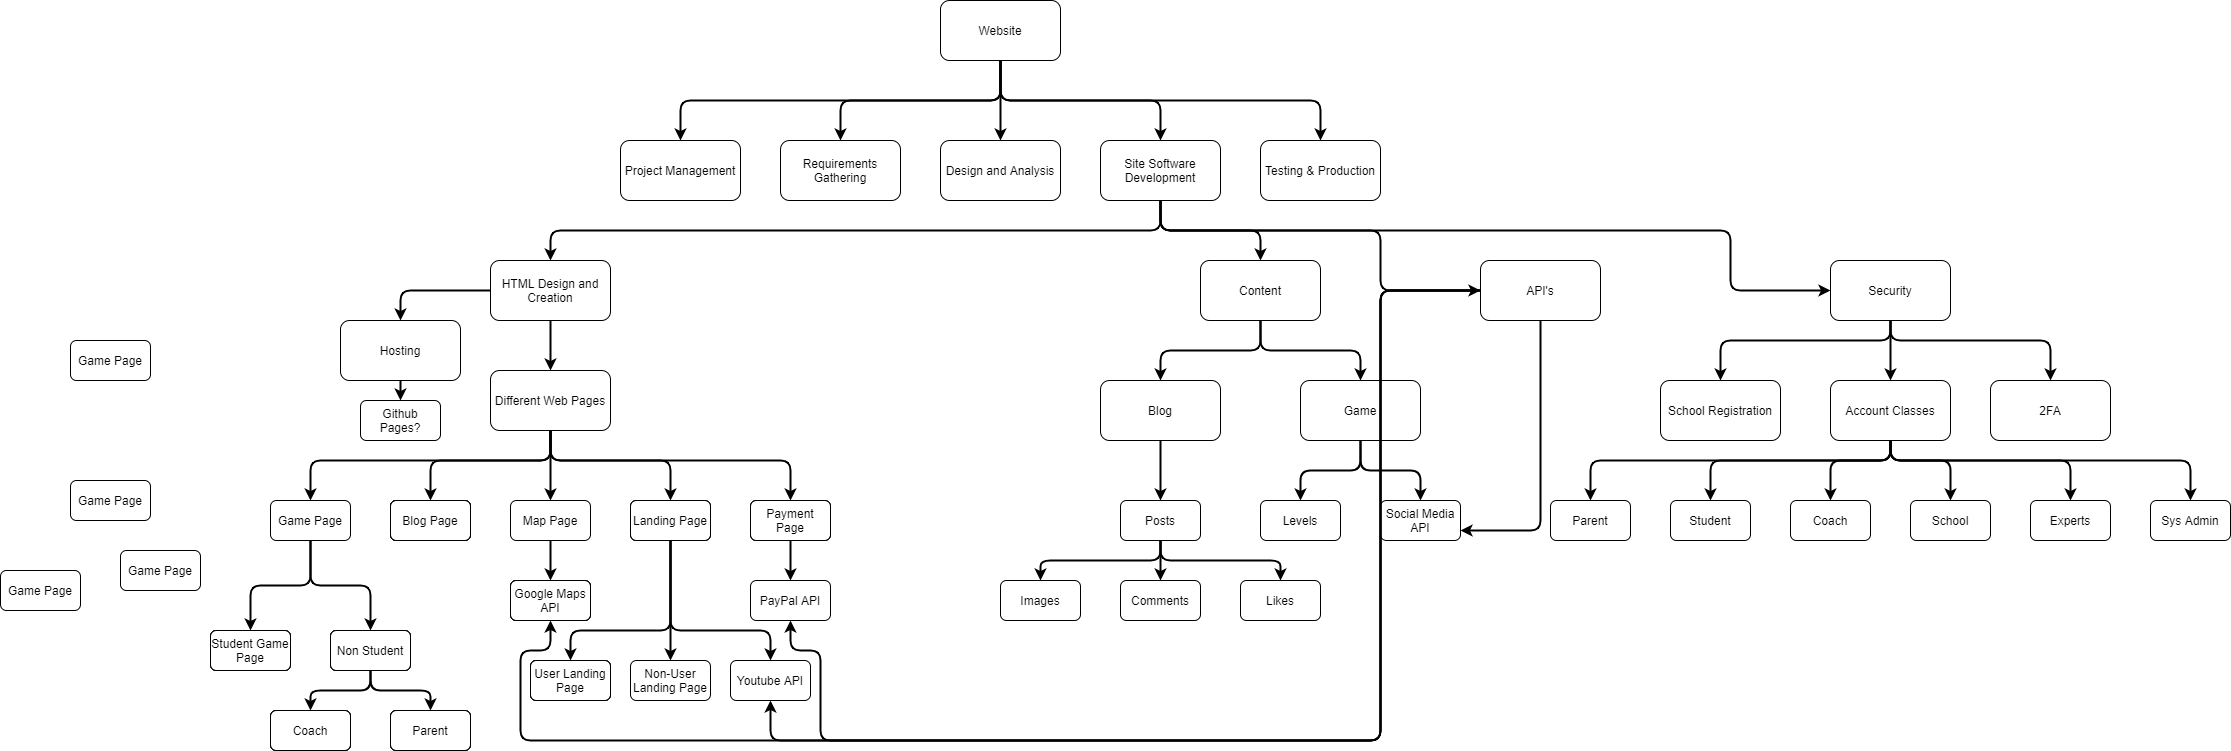 Website
Project Management
Requirements
Gathering
Design and Analysis
Site Software
Development
Testing & Production
HTML Design and
Creation
Content
API's
Security
Hosting
Game Page
Different Web Pages
Blog
Game
School Registration
Account Classes
2FA
Github
Pages?
Game Page
Game Page
Blog Page
Map Page
Landing Page
Payment
Page
Posts
Levels
Social Media
API
Parent
Student
Coach
School
Experts
Sys Admin
Game Page
Game Page
Google Maps
API
PayPal API
Images
Comments
Likes
Student Game
Page
Non Student
User Landing
Page
Non-User
Landing Page
Youtube API
Coach
Parent